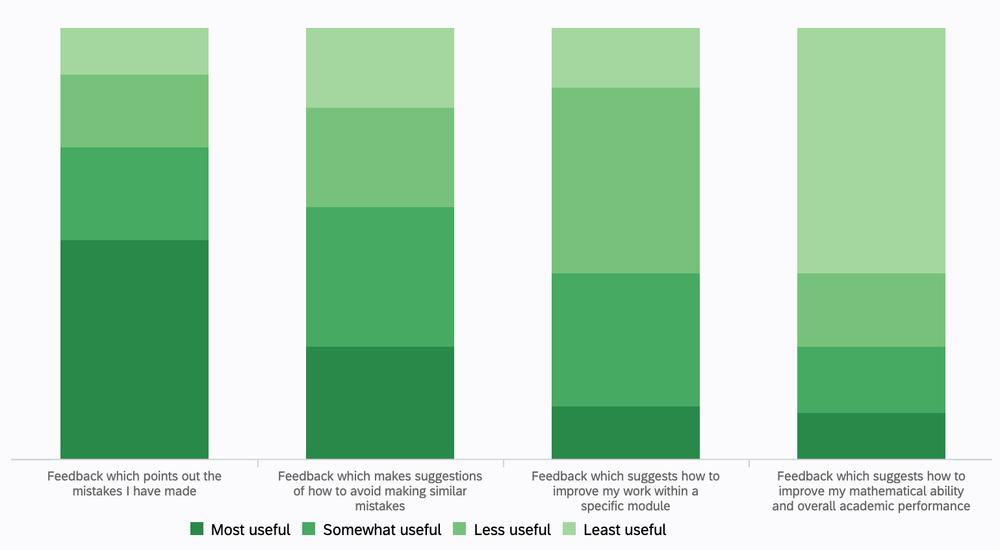 Feedback which points out the
mistakes I have made
Feedback which makes suggestions
of how to avoid making similar
mistakes
Feedback which suggests how to
improve my work within a
specific module
Feedback which suggests how to
improve my mathematical ability
and overall academic performance
Most useful
Somewhat useful
Less useful
Least useful